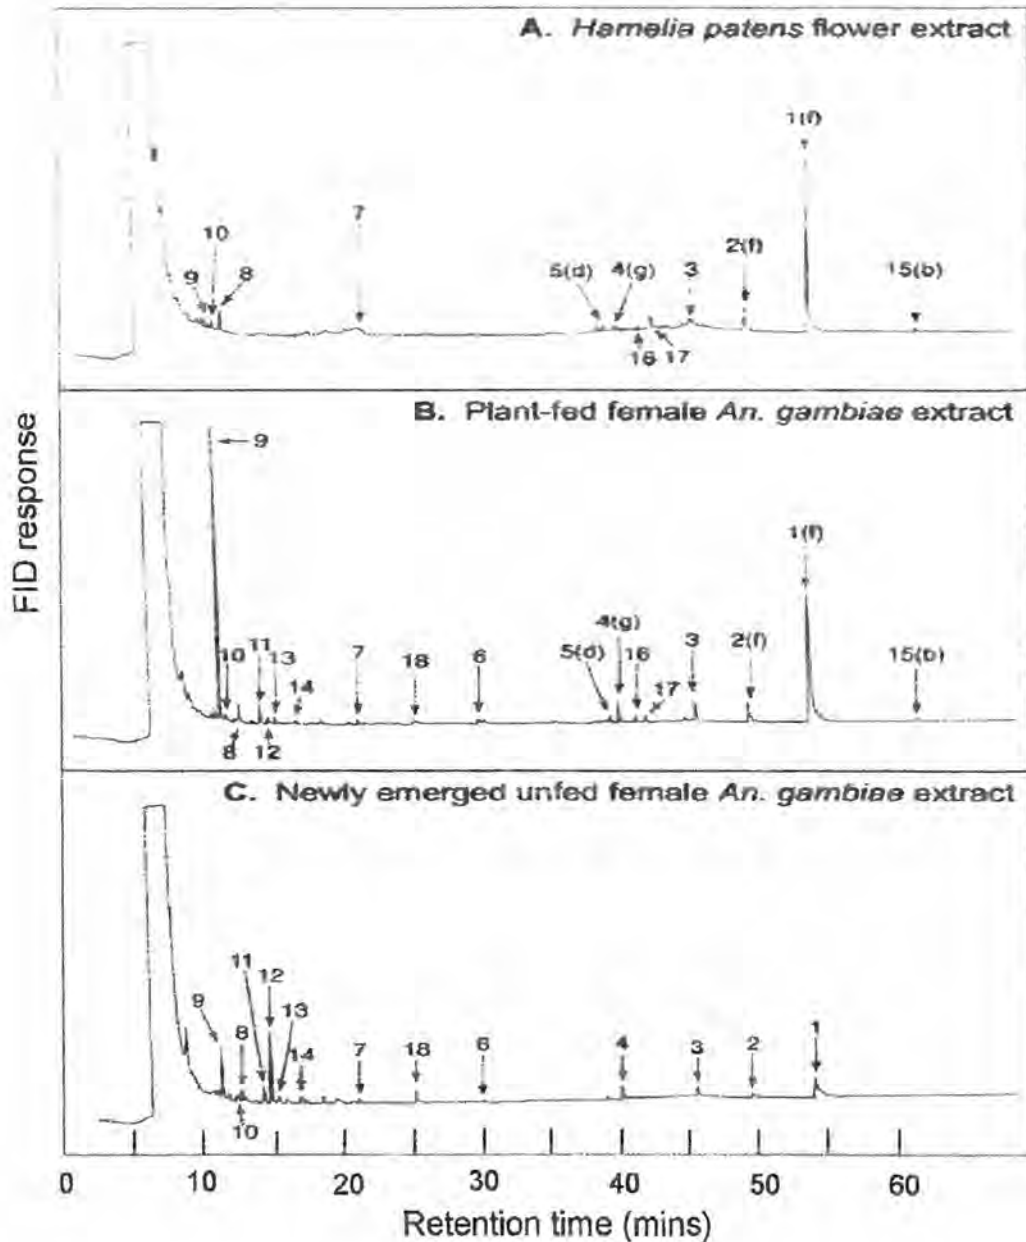 A. Hamelia patens flower extract
1(f)
7
10
9
8
5(d)
4(g)
3
2(f)
15(b)
16
17
B. Plant-fed female An. gambiae extract
9
1(f)
4(g)
11
10
13
14
7
18
6
5(d)
16
17
3
2(f)
15(b)
8
12
C. Newly emerged unfed female An. gambiae extract
12
11
13
9
8
14
7
18
6
4
3
2
1
10
FID response
0
10
20
30
40
50
60
Retention time (mins)